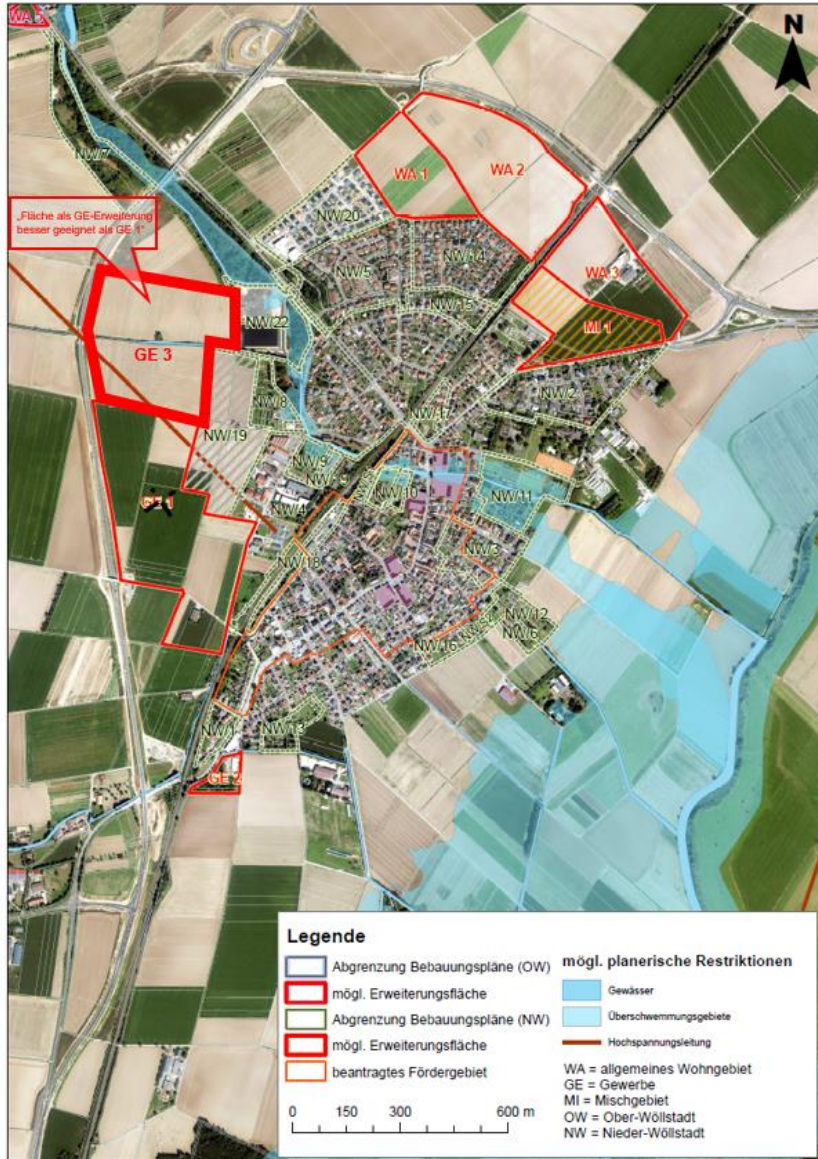 WA 5
N
NW/7
WA 1
WA 2
NW/20
„Fläche als GE-Erweiterung
besser geeignet als GE 1“
NW/5
NW/14
WA 3
NW/15
MI 1
NW/22
GE 3
NW/8
NW/17
NW/2
NW/19
NW/9
NW/9
NW/10
NW/11
GE 1
NW/4
NW/18
NW/3
NW/12
NW/6
NW/16
NW/1
NW/13
GE 2
Legende
Abgrenzung Bebauungspläne (OW)
mögl. Erweiterungsfläche
Abgrenzung Bebauungspläne (NW)
mögl. Erweiterungsfläche
beantragtes Fördergebiet
0 150 300 600 m
mögl. planerische Restriktionen
Gewässer
Überschwemmungsgebiete
Hochspannungsleitung
WA = allgemeines Wohngebiet
GE = Gewerbe
MI = Mischgebiet
OW = Ober-Wöllstadt
NW = Nieder-Wöllstadt